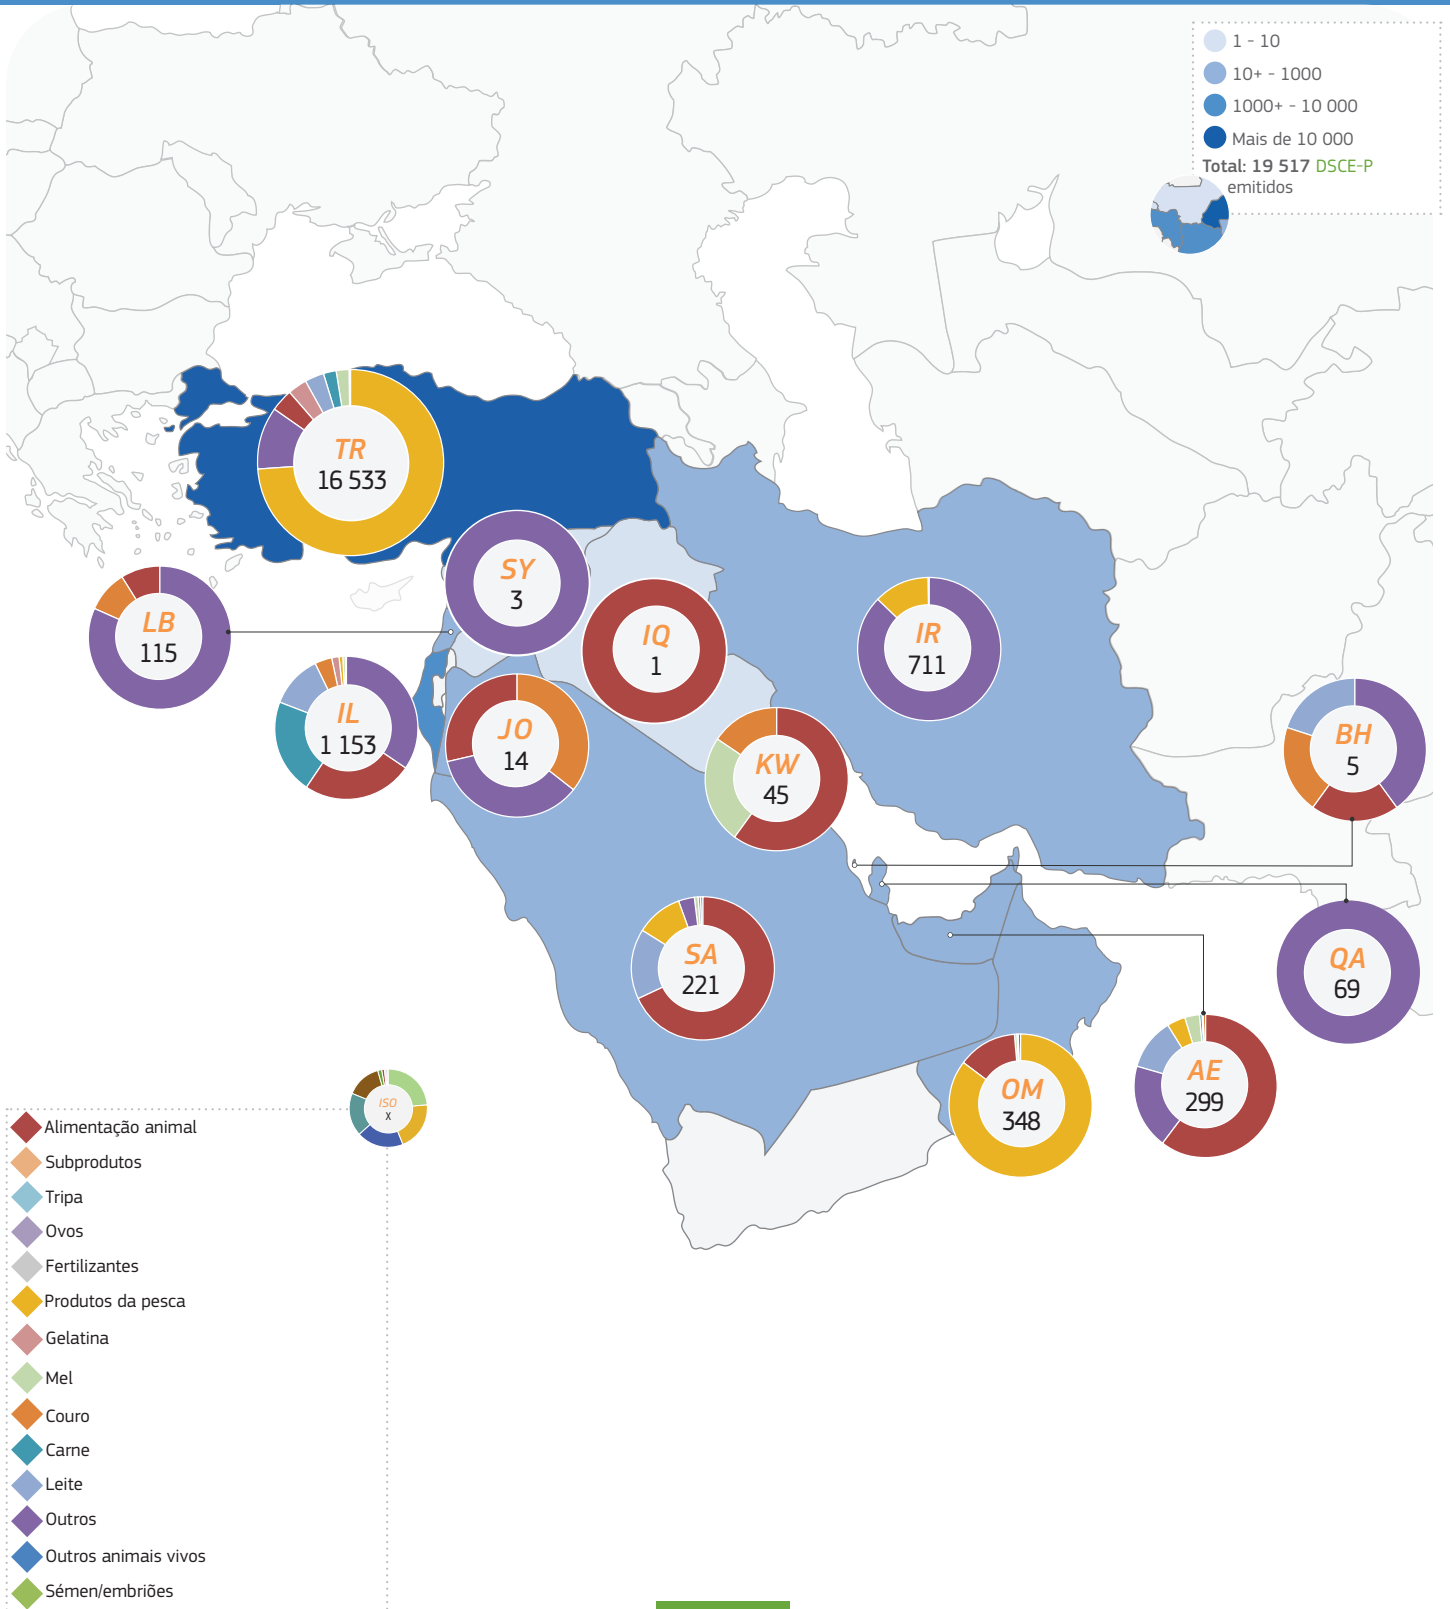 1 - 10
10+ - 1000
1000+ - 10 000
Mais de 10 000
Total: 19 517 DSCE-P
emitidos
TR
16 533
SY
3
LB
115
IQ
1
IR
711
IL
1 153
JO
14
KW
45
BH
5
SA
221
QA
69
OM
348
AE
299
ISO
X
Alimentação animal
Subprodutos
Tripa
Ovos
Fertilizantes
Produtos da pesca
Gelatina
Mel
Couro
Carne
Leite
Outros
Outros animais vivos
Sémen/embriões